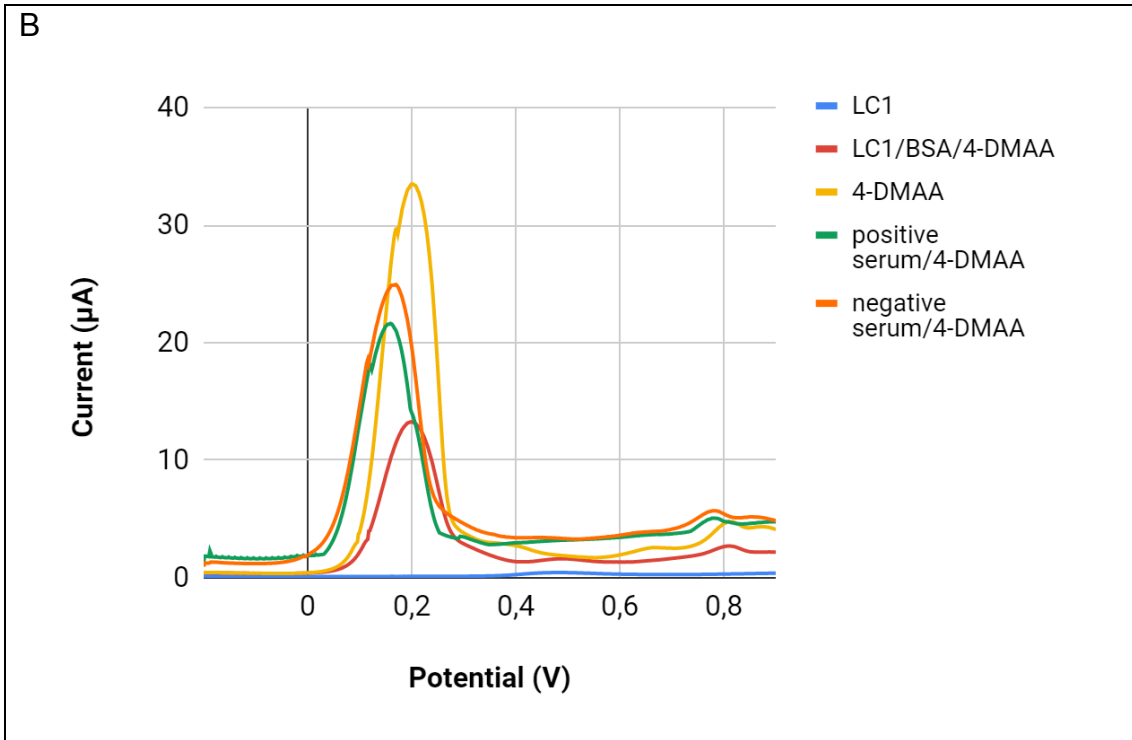 B
40
30
20
10
0
0
0,2
0,4
0,6
0,8
Current (µA)
Potential (V)
LC1
LC1/BSA/4-DMAA
4-DMAA
positive
serum/4-DMAA
negative
serum/4-DMAA